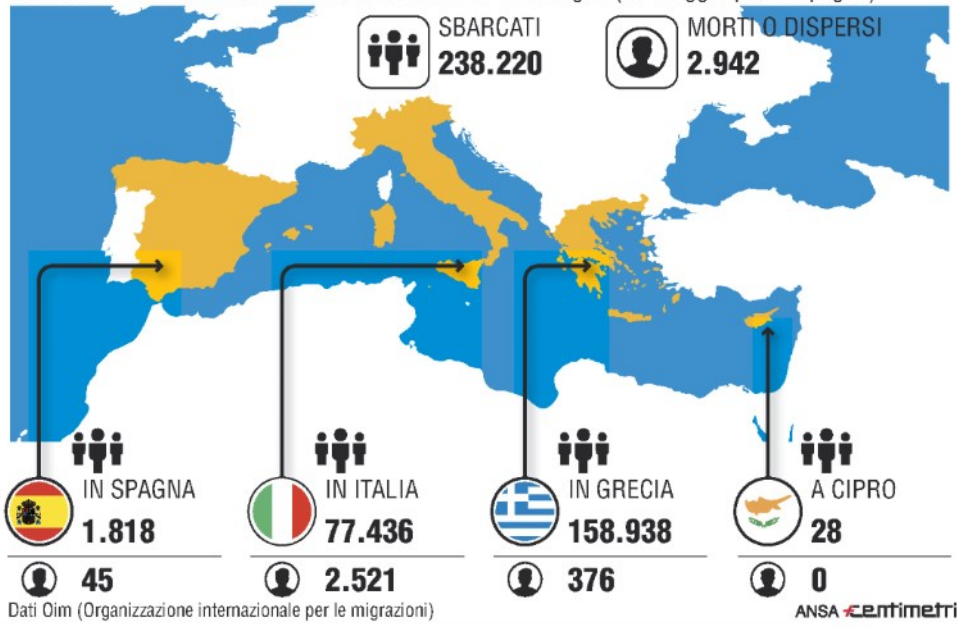 SBARCATI
238.220
MORTI O DISPERSI
2.942
IN SPAGNA
1.818
45
IN ITALIA
77.436
2.521
IN GRECIA
158.938
376
A CIPRO
28
0
Dati Oim (Organizzazione internazionale per le migrazioni)
ANSA centimetri